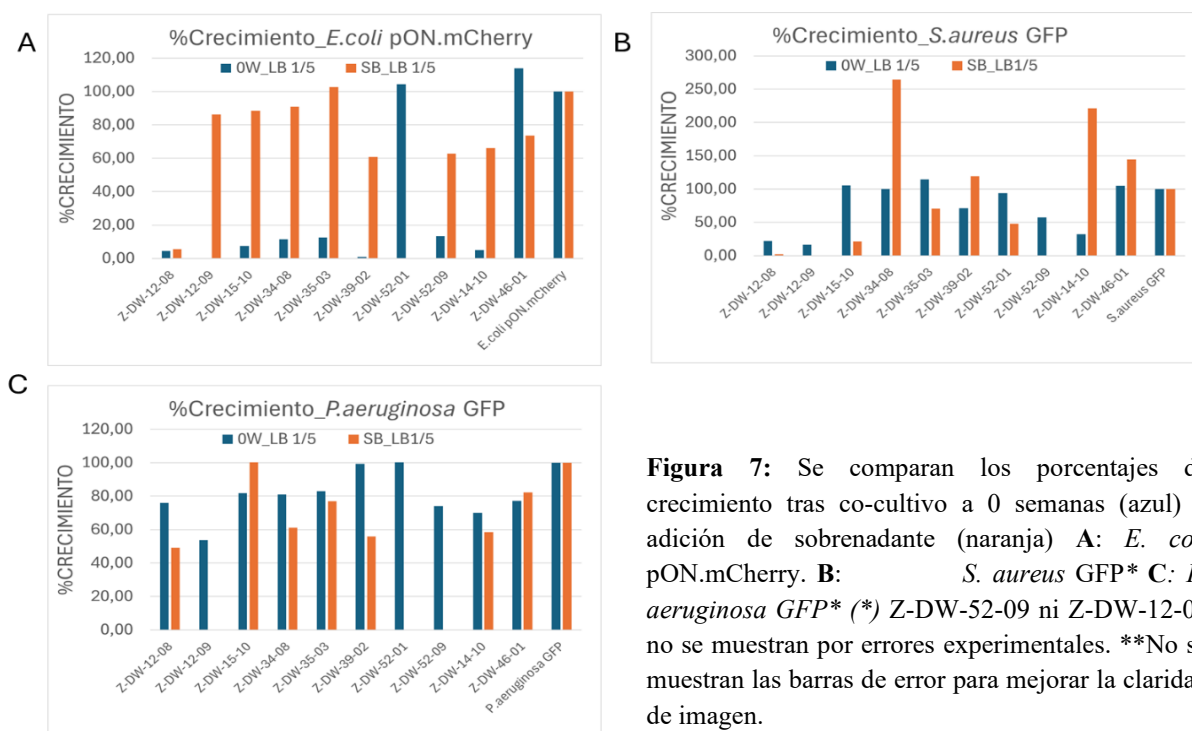 A
%Crecimiento_E.coli pON.mCherry
0W_LB 1/5 SB_LB 1/5
%CRECIMIENTO
120,00
100,00
80,00
60,00
40,00
20,00
0,00
Z-DW-12-08
Z-DW-12-09
Z-DW-15-10
Z-DW-34-08
Z-DW-35-03
Z-DW-39-02
Z-DW-52-01
Z-DW-52-09
Z-DW-14-10
Z-DW-46-01
E.coli pON.mCherry
B
%Crecimiento_S.aureus GFP
0W_LB 1/5 SB_LB1/5
%CRECIMIENTO
300,00
250,00
200,00
150,00
100,00
50,00
0,00
Z-DW-12-08
Z-DW-12-09
Z-DW-15-10
Z-DW-34-08
Z-DW-35-03
Z-DW-39-02
Z-DW-52-01
Z-DW-52-09
Z-DW-14-10
Z-DW-46-01
S.aureus GFP
C
%Crecimiento_P.aeruginosa GFP
0W_LB 1/5 SB_LB1/5
%CRECIMIENTO
120,00
100,00
80,00
60,00
40,00
20,00
0,00
Z-DW-12-08
Z-DW-12-09
Z-DW-15-10
Z-DW-34-08
Z-DW-35-03
Z-DW-39-02
Z-DW-52-01
Z-DW-52-09
Z-DW-14-10
Z-DW-46-01
P.aeruginosa GFP
Figura 7: Se comparan los porcentajes
crecimiento tras co-cultivo a 0 semanas (azul)
adición de sobrenadante (naranja) A: E.
pON.mCherry. B: S. aureus GFP* C:
aeruginosa GFP* (*) Z-DW-52-09 ni
no se muestran por errores experimentales. **No
muestran las barras de error para mejorar la
de imagen.